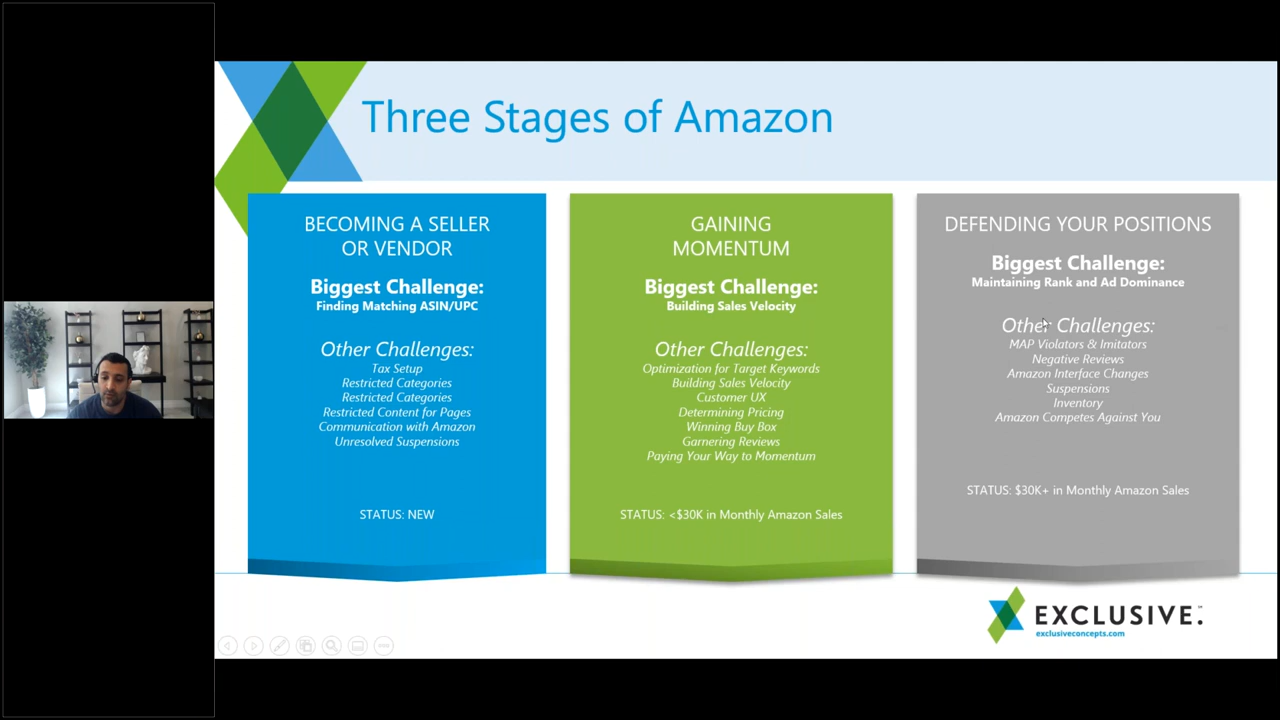 Three Stages of Amazon
BECOMING A SELLER
OR VENDOR
Biggest Challenge:
Finding Matching ASIN/UPC
Other Challenges:
Tax Setup
Restricted Categories
Restricted Categories
Restricted Content for Pages
Communication with Amazon
Unresolved Suspensions
STATUS: NEW
GAINING
MOMENTUM
Biggest Challenge:
Building Sales Velocity
Other Challenges:
Optimization for Target Keywords
Building Sales Velocity
Customer UX
Determining Pricing
Winning Buy Box
Garnering Reviews
Paying Your Way to Momentum
STATUS: <$30K in Monthly Amazon Sales
DEFENDING YOUR POSITIONS
Biggest Challenge:
Maintaining Rank and Ad Dominance
Other Challenges:
MAP Violators & Imitators
Negative Reviews
Amazon Interface Changes
Suspensions
Inventory
Amazon Competes Against You
STATUS: $30K+ in Monthly Amazon Sales
EXCLUSIVE.
exclusiveconcepts.com